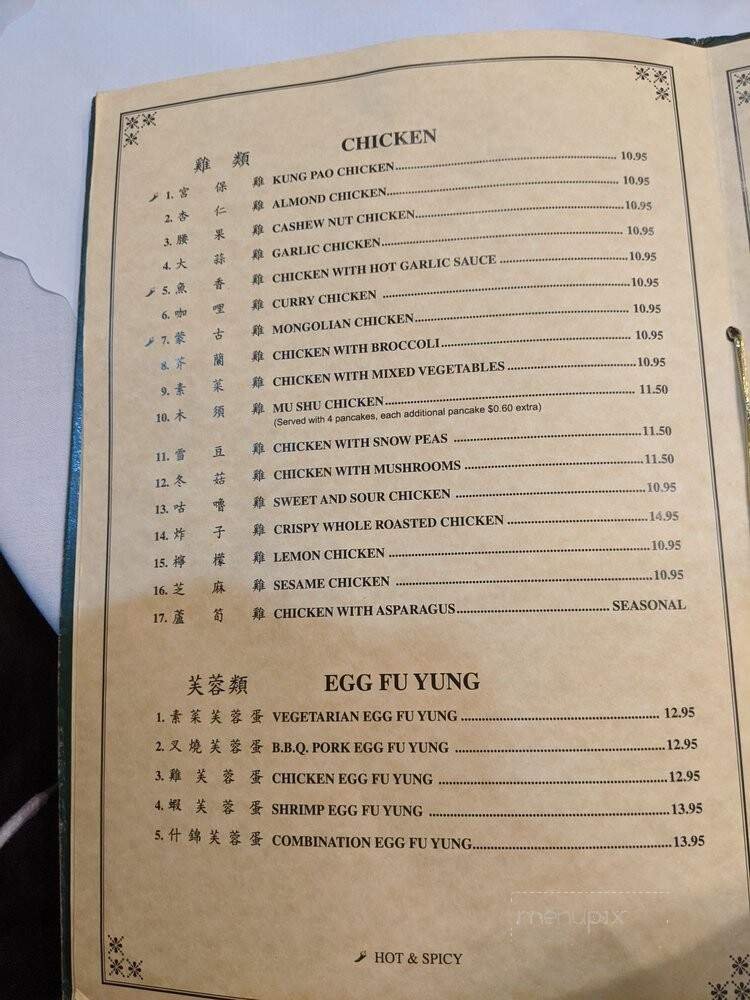 雞 類 CHICKEN
1. 宮 保 雞 KUNG PAO CHICKEN 10.95
2. 杏 仁 雞 ALMOND CHICKEN 10.95
3. 腰 果 雞 CASHEW NUT CHICKEN 10.95
4. 大 蒜 雞 GARLIC CHICKEN 10.95
5. 魚 香 雞 CHICKEN WITH HOT GARLIC SAUCE 10.95
6. 咖 哩 雞 CURRY CHICKEN 10.95
7. 蒙 古 雞 MONGOLIAN CHICKEN 10.95
8. 芥 蘭 雞 CHICKEN WITH BROCCOLI 10.95
9. 素 菜 雞 CHICKEN WITH MIXED VEGETABLES 10.95
10. 木 須 雞 MU SHU CHICKEN 11.50
(Served with 4 pancakes, each additional pancake $0.60 extra)
11. 雪 豆 雞 CHICKEN WITH SNOW PEAS 11.50
12. 冬 菇 雞 CHICKEN WITH MUSHROOMS 11.50
13. 咕 嚕 雞 SWEET AND SOUR CHICKEN 10.95
14. 炸 子 雞 CRISPY WHOLE ROASTED CHICKEN 14.95
15. 檸 檬 雞 LEMON CHICKEN 10.95
16. 芝 麻 雞 SESAME CHICKEN 10.95
17. 蘆 筍 雞 CHICKEN WITH ASPARAGUS SEASONAL
芙蓉類 EGG FU YUNG
1. 素 菜 芙 蓉 蛋 VEGETARIAN EGG FU YUNG 12.95
2. 叉 燒 芙 蓉 蛋 B.B.Q. PORK EGG FU YUNG 12.95
3. 雞 芙 蓉 蛋 CHICKEN EGG FU YUNG 12.95
4. 蝦 芙 蓉 蛋 SHRIMP EGG FU YUNG 13.95
5. 什 錦 芙 蓉 蛋 COMBINATION EGG FU YUNG 13.95
menupix
HOT & SPICY